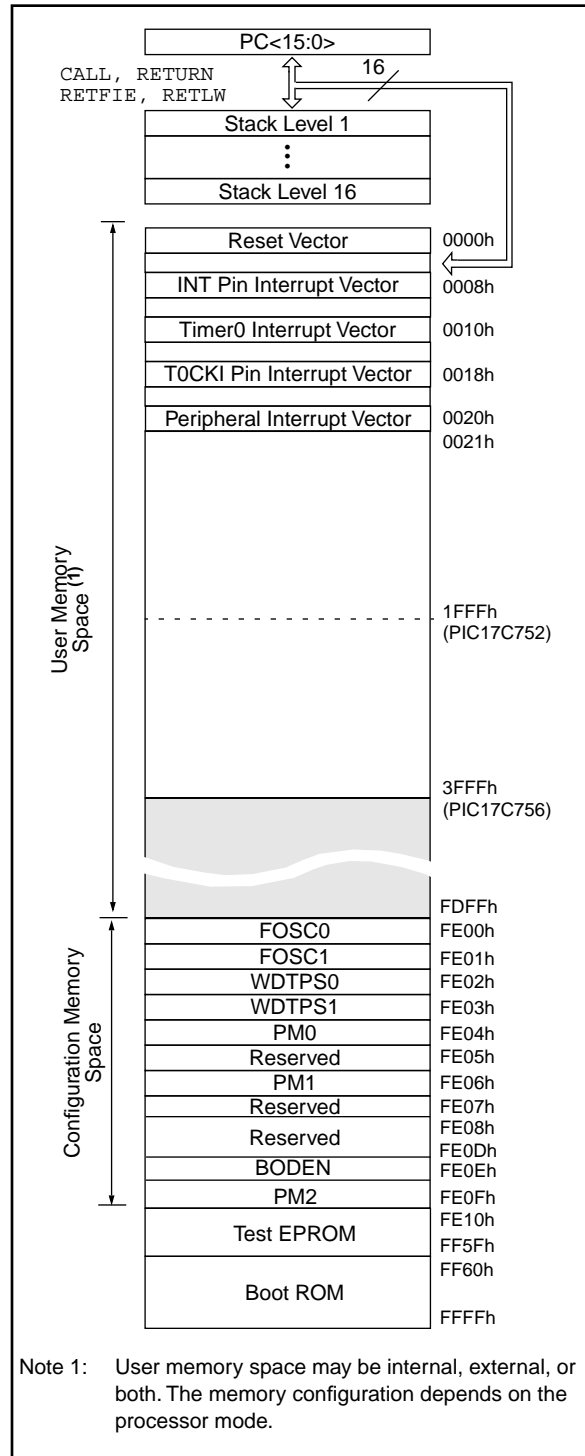 PC<15:0>
CALL, RETURN
RETFIE, RETLW
16
Stack Level 1
Stack Level 16
Reset Vector
0000h
INT Pin Interrupt Vector
0008h
Timer0 Interrupt Vector
0010h
T0CKI Pin Interrupt Vector
0018h
Peripheral Interrupt Vector
0020h
0021h
User Memory
Space (1)
1FFFh
(PIC17C752)
3FFFh
(PIC17C756)
FDFFh
Configuration Memory
Space
FOSC0
FE00h
FOSC1
FE01h
WDTPS0
FE02h
WDTPS1
FE03h
PM0
FE04h
Reserved
FE05h
PM1
FE06h
Reserved
FE07h
Reserved
FE08h
FE0Dh
BODEN
FE0Eh
PM2
FE0Fh
Test EPROM
FE10h
FF5Fh
Boot ROM
FF60h
FFFFh
Note 1: User memory space may be internal, external, or
both. The memory configuration depends on the
processor mode.